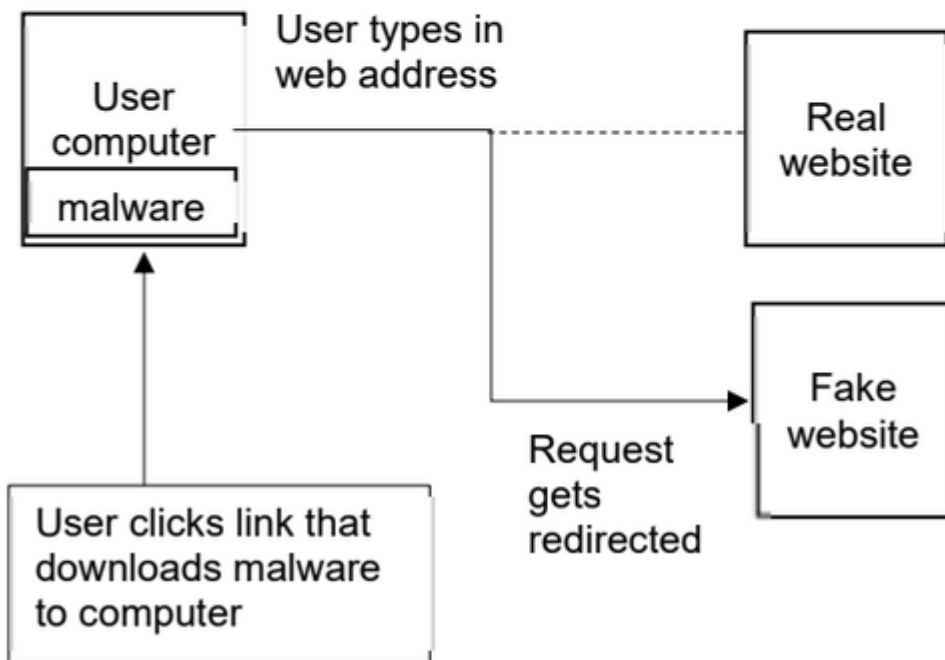 User types in
web address
User
computer
malware
Real
website
Fake
website
Request
gets
redirected
User clicks link that
downloads malware
to computer